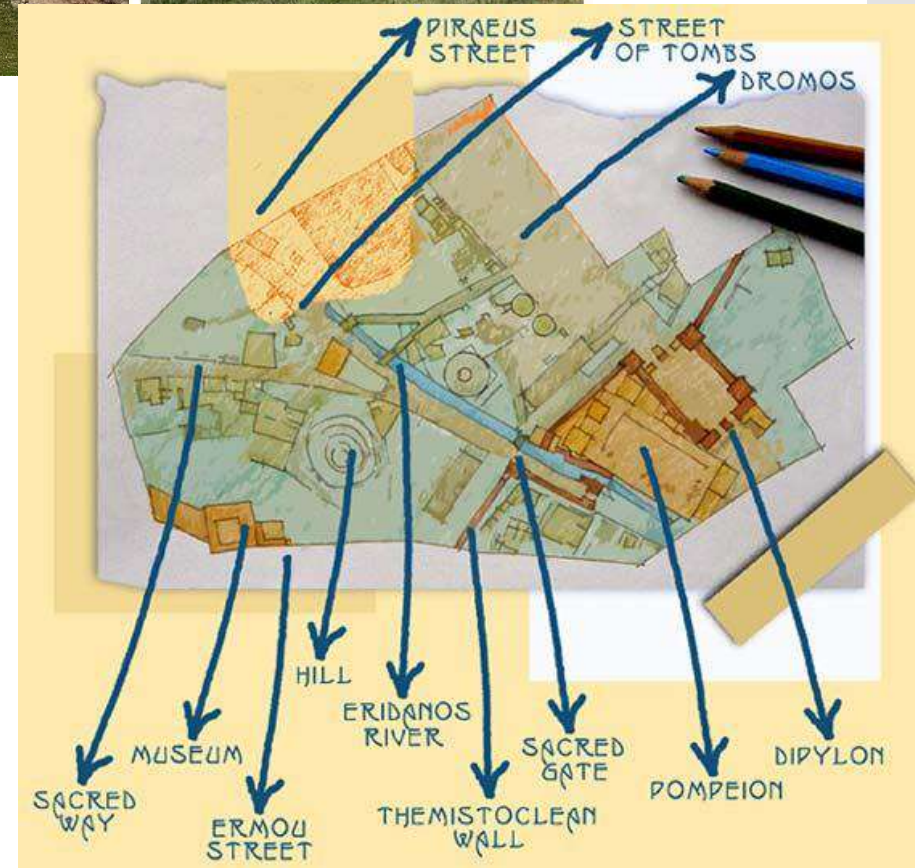 PIRAEUS
STREET
STREET
OF TOMBS
DROMOS
HILL
ERIDANOS
RIVER
MUSEUM
SACRED
GATE
DIPYLON
SACRED
WAY
POMPEION
ERMOU
STREET
THEMISTOCLEAN
WALL